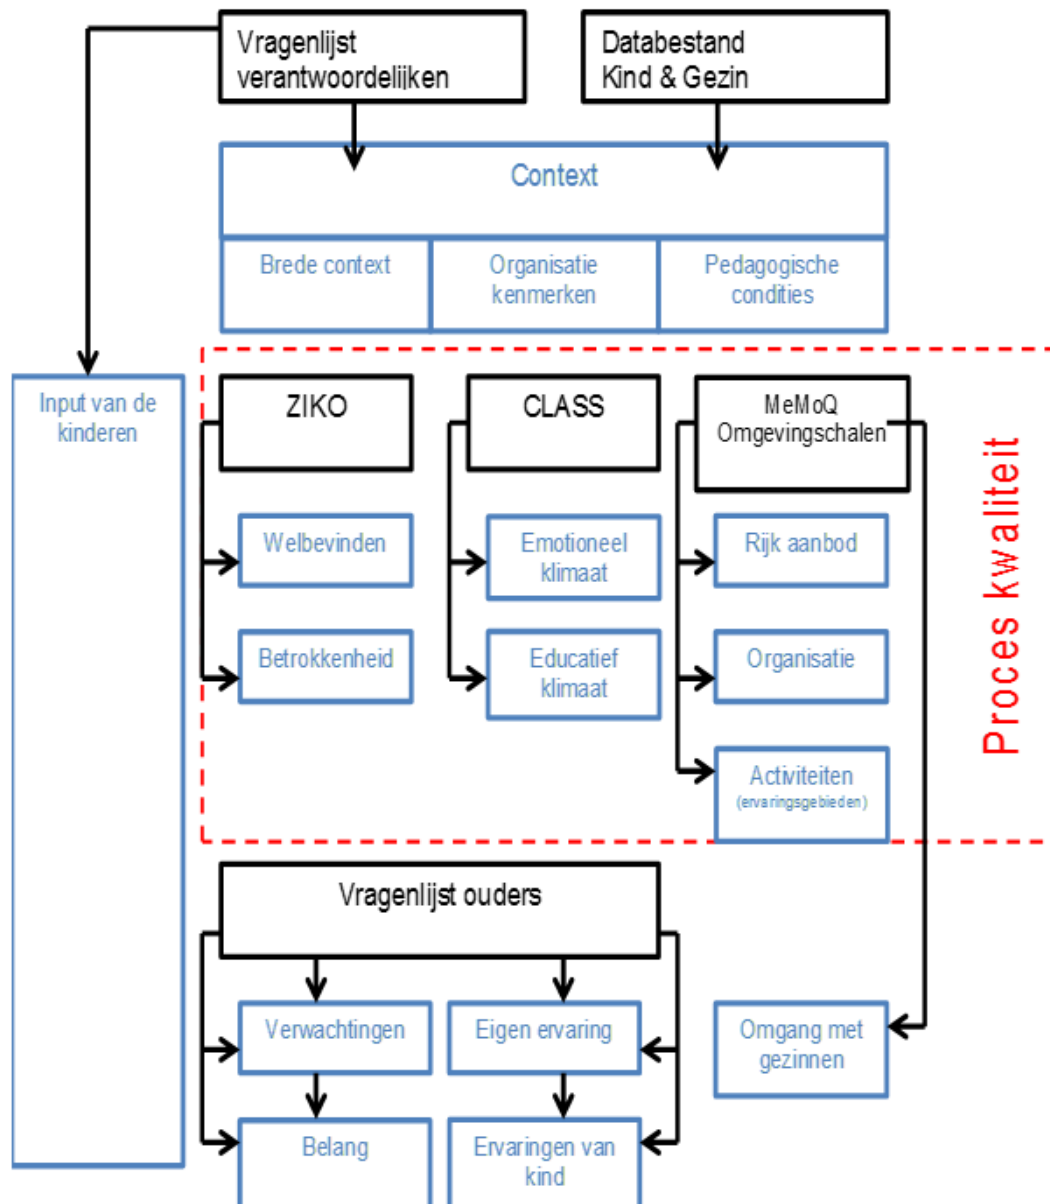 Vragenlijst
verantwoordelijken
Databestand
Kind & Gezin
Context
Brede context
Organisatie
kenmerken
Pedagogische
condities
Input van de
kinderen
ZIKO
CLASS
MeMoQ
Omgevingschalen
Welbevinden
Emotioneel
klimaat
Rijk aanbod
Betrokkenheid
Educatief
klimaat
Organisatie
Activiteiten
(ervaringsgebieden)
Proces kwaliteit
Vragenlijst ouders
Verwachtingen
Eigen ervaring
Omgang met
gezinnen
Belang
Ervaringen van
kind